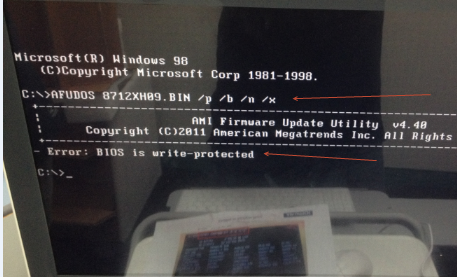 Microsoft(R) Windows 98
(C)Copyright Microsoft Corp 1981-1998.
C:\>AFUDOS 8712XH09.BIN /p /b /n /x
AMI Firmware Update Utility v4.40
Copyright (C)2011 American Megatrends Inc. All Rights
- Error: BIOS is write-protected
C:\>_